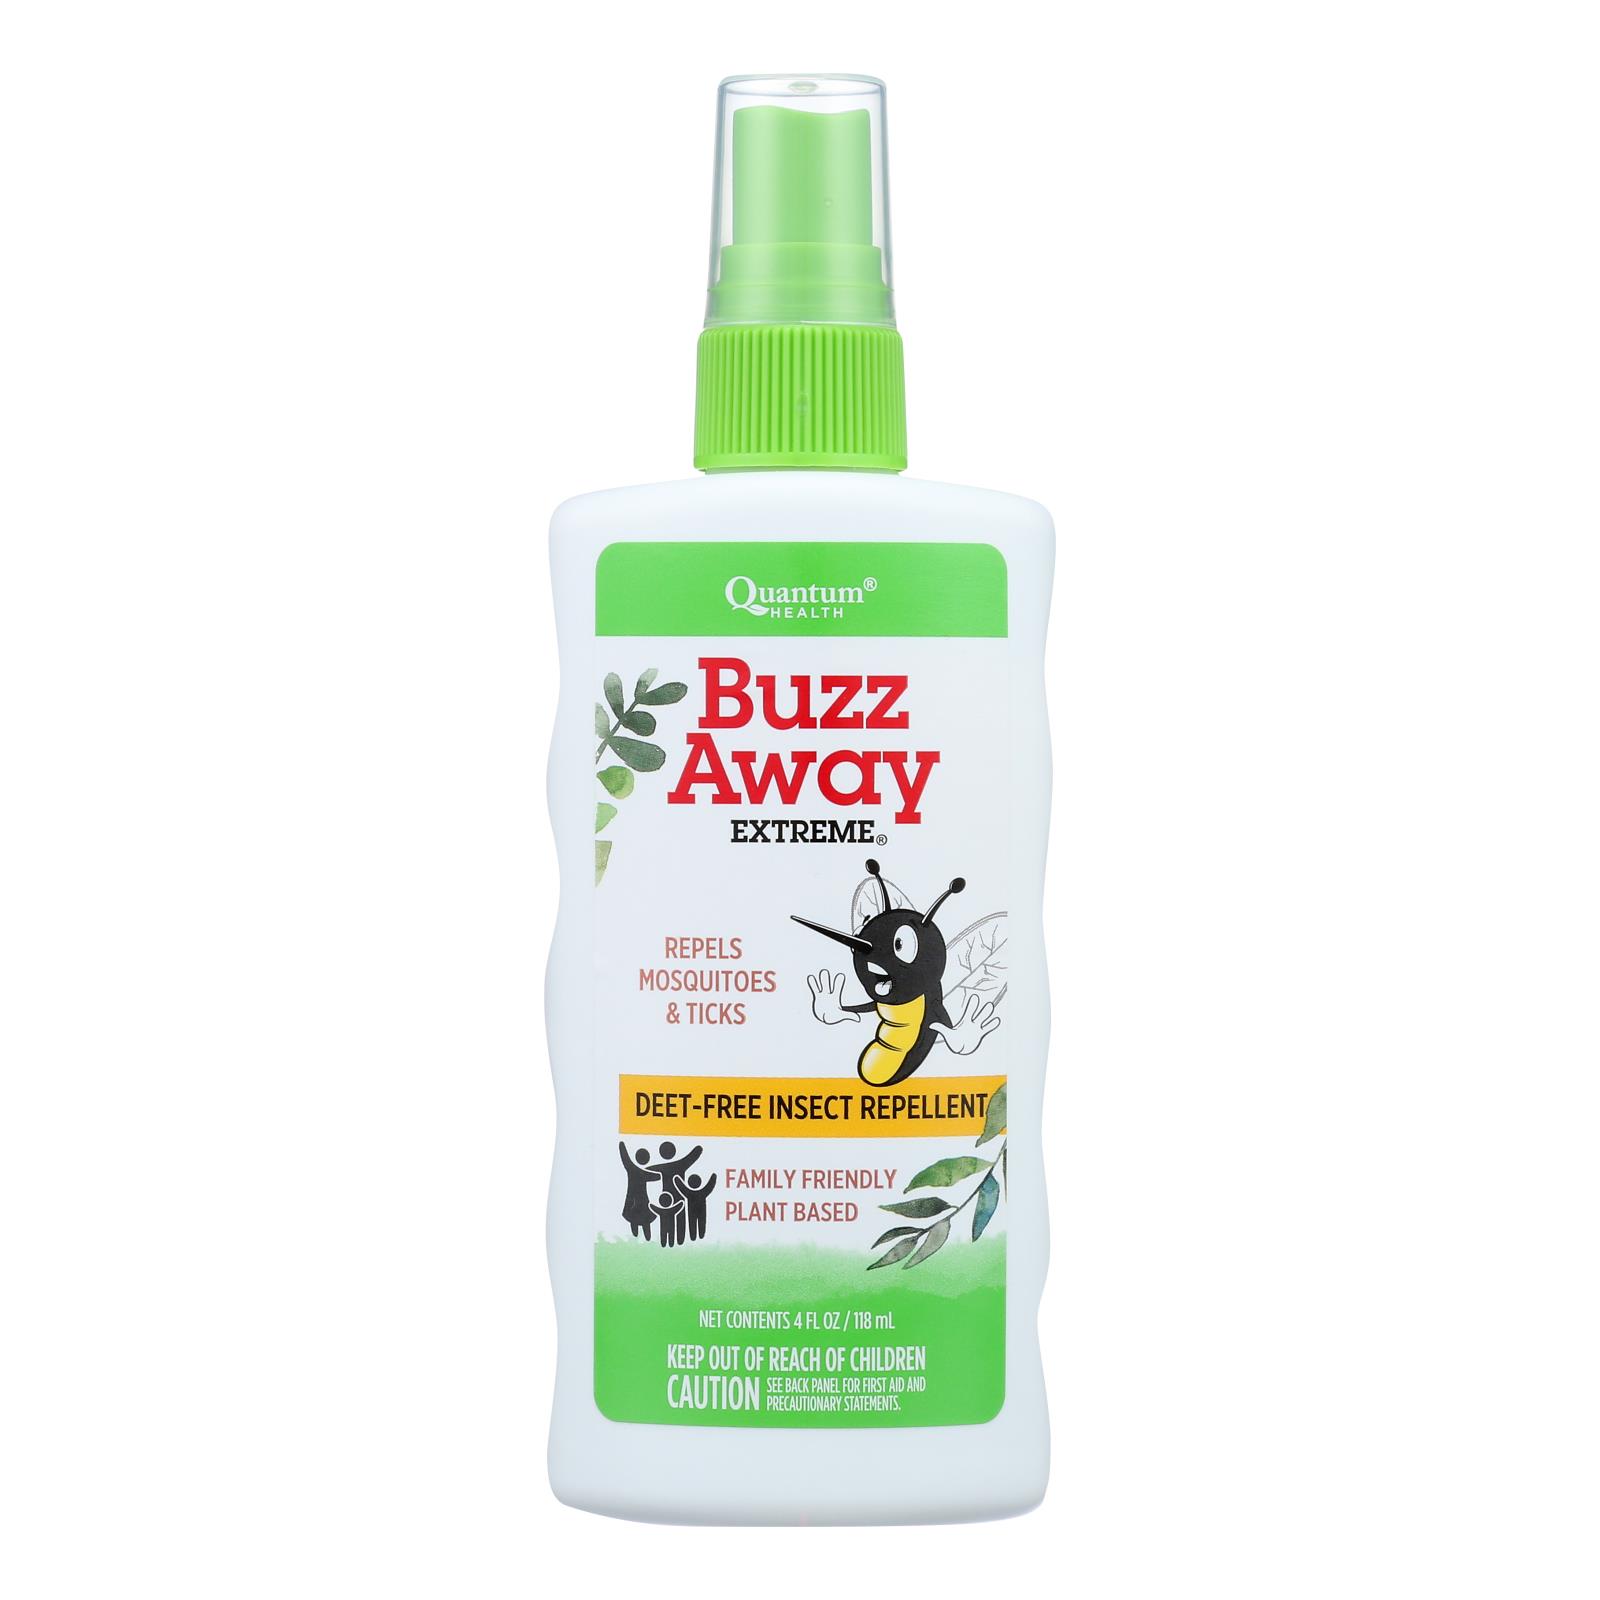 Quantum®
HEALTH
Buzz
Away
EXTREME®
REPELS
MOSQUITOES
& TICKS
DEET-FREE INSECT REPELLENT
FAMILY FRIENDLY
PLANT BASED
NET CONTENTS 4 FL OZ / 118 mL
KEEP OUT OF REACH OF CHILDREN
CAUTION SEE BACK PANEL FOR FIRST AID AND
PRECAUTIONARY STATEMENTS.